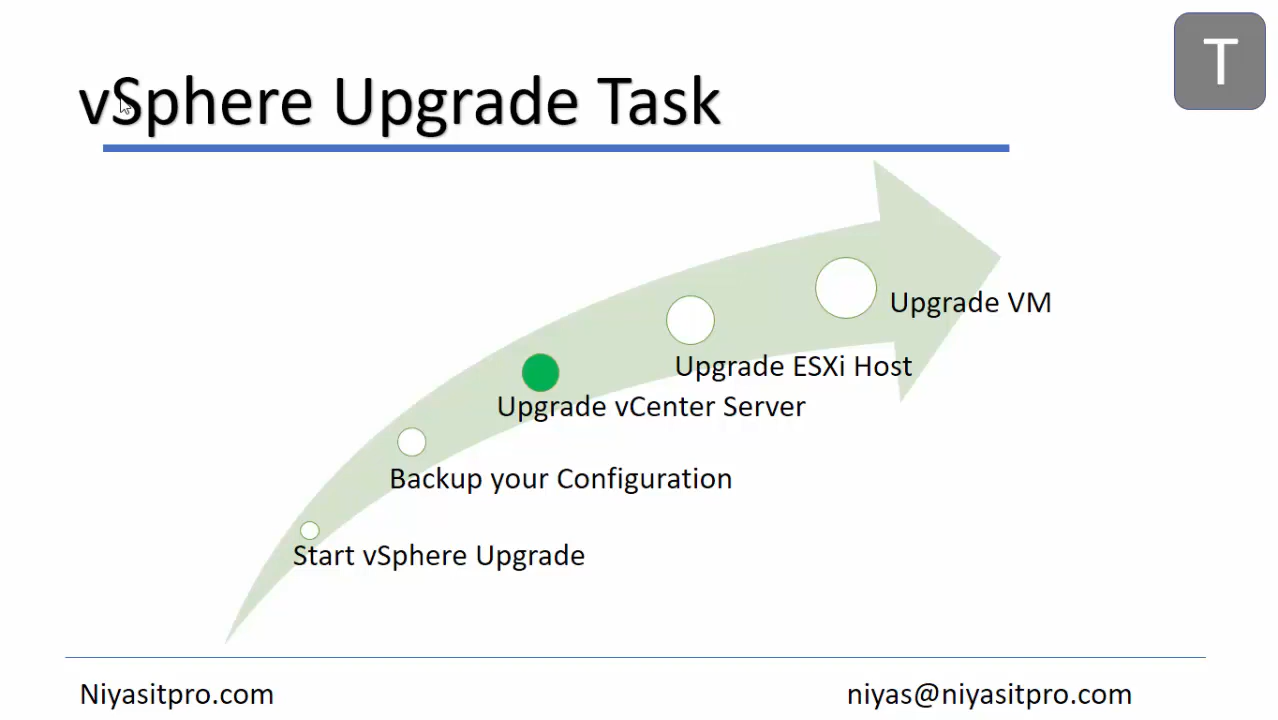 T
vSphere Upgrade Task
Upgrade VM
Upgrade ESXi Host
Upgrade vCenter Server
Backup your Configuration
Start vSphere Upgrade
Niyasitpro.com
niyas@niyasitpro.com